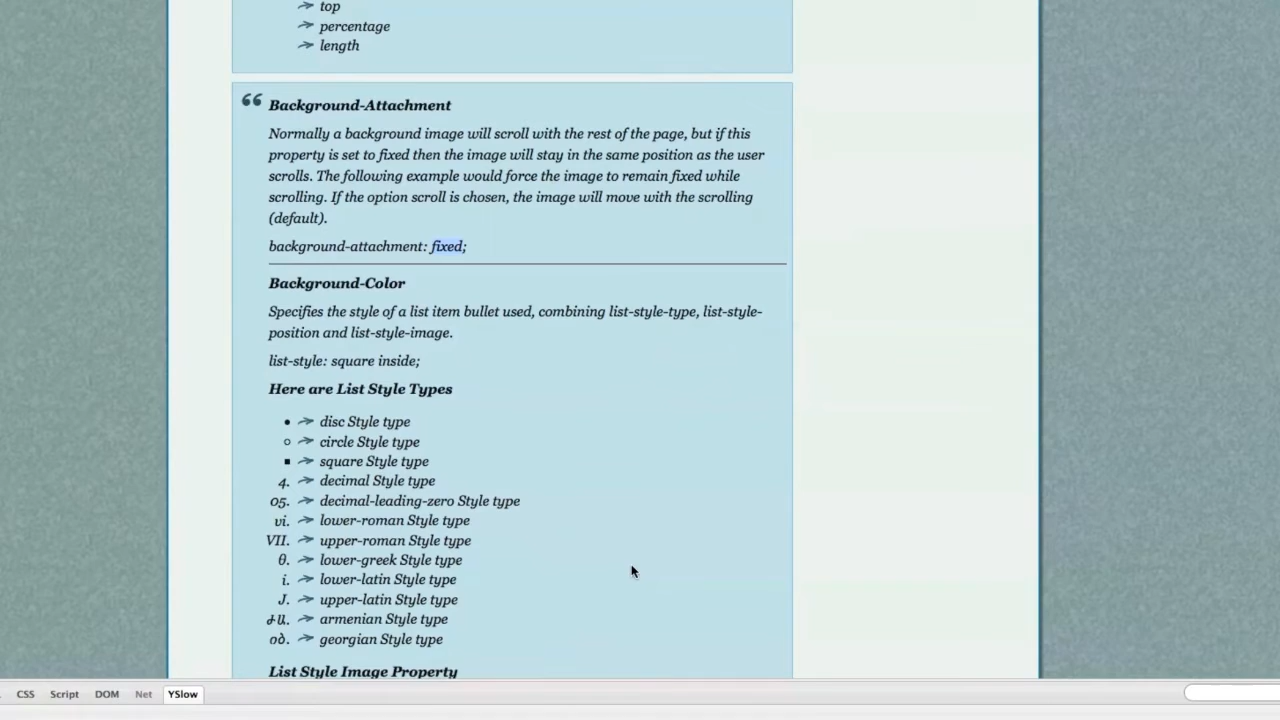 top
percentage
length
“ Background-Attachment
Normally a background image will scroll with the rest of the page, but if this
property is set to fixed then the image will stay in the same position as the user
scrolls. The following example would force the image to remain fixed while
scrolling. If the option scroll is chosen, the image will move with the scrolling
(default).
background-attachment: fixed;
Background-Color
Specifies the style of a list item bullet used, combining list-style-type, list-style-
position and list-style-image.
list-style: square inside;
Here are List Style Types
disc Style type
circle Style type
square Style type
4. decimal Style type
05. decimal-leading-zero Style type
vi. lower-roman Style type
VII. upper-roman Style type
θ. lower-greek Style type
i. lower-latin Style type
J. upper-latin Style type
ԺԱ. armenian Style type
იბ. georgian Style type
List Style Image Property
CSS Script DOM Net YSlow